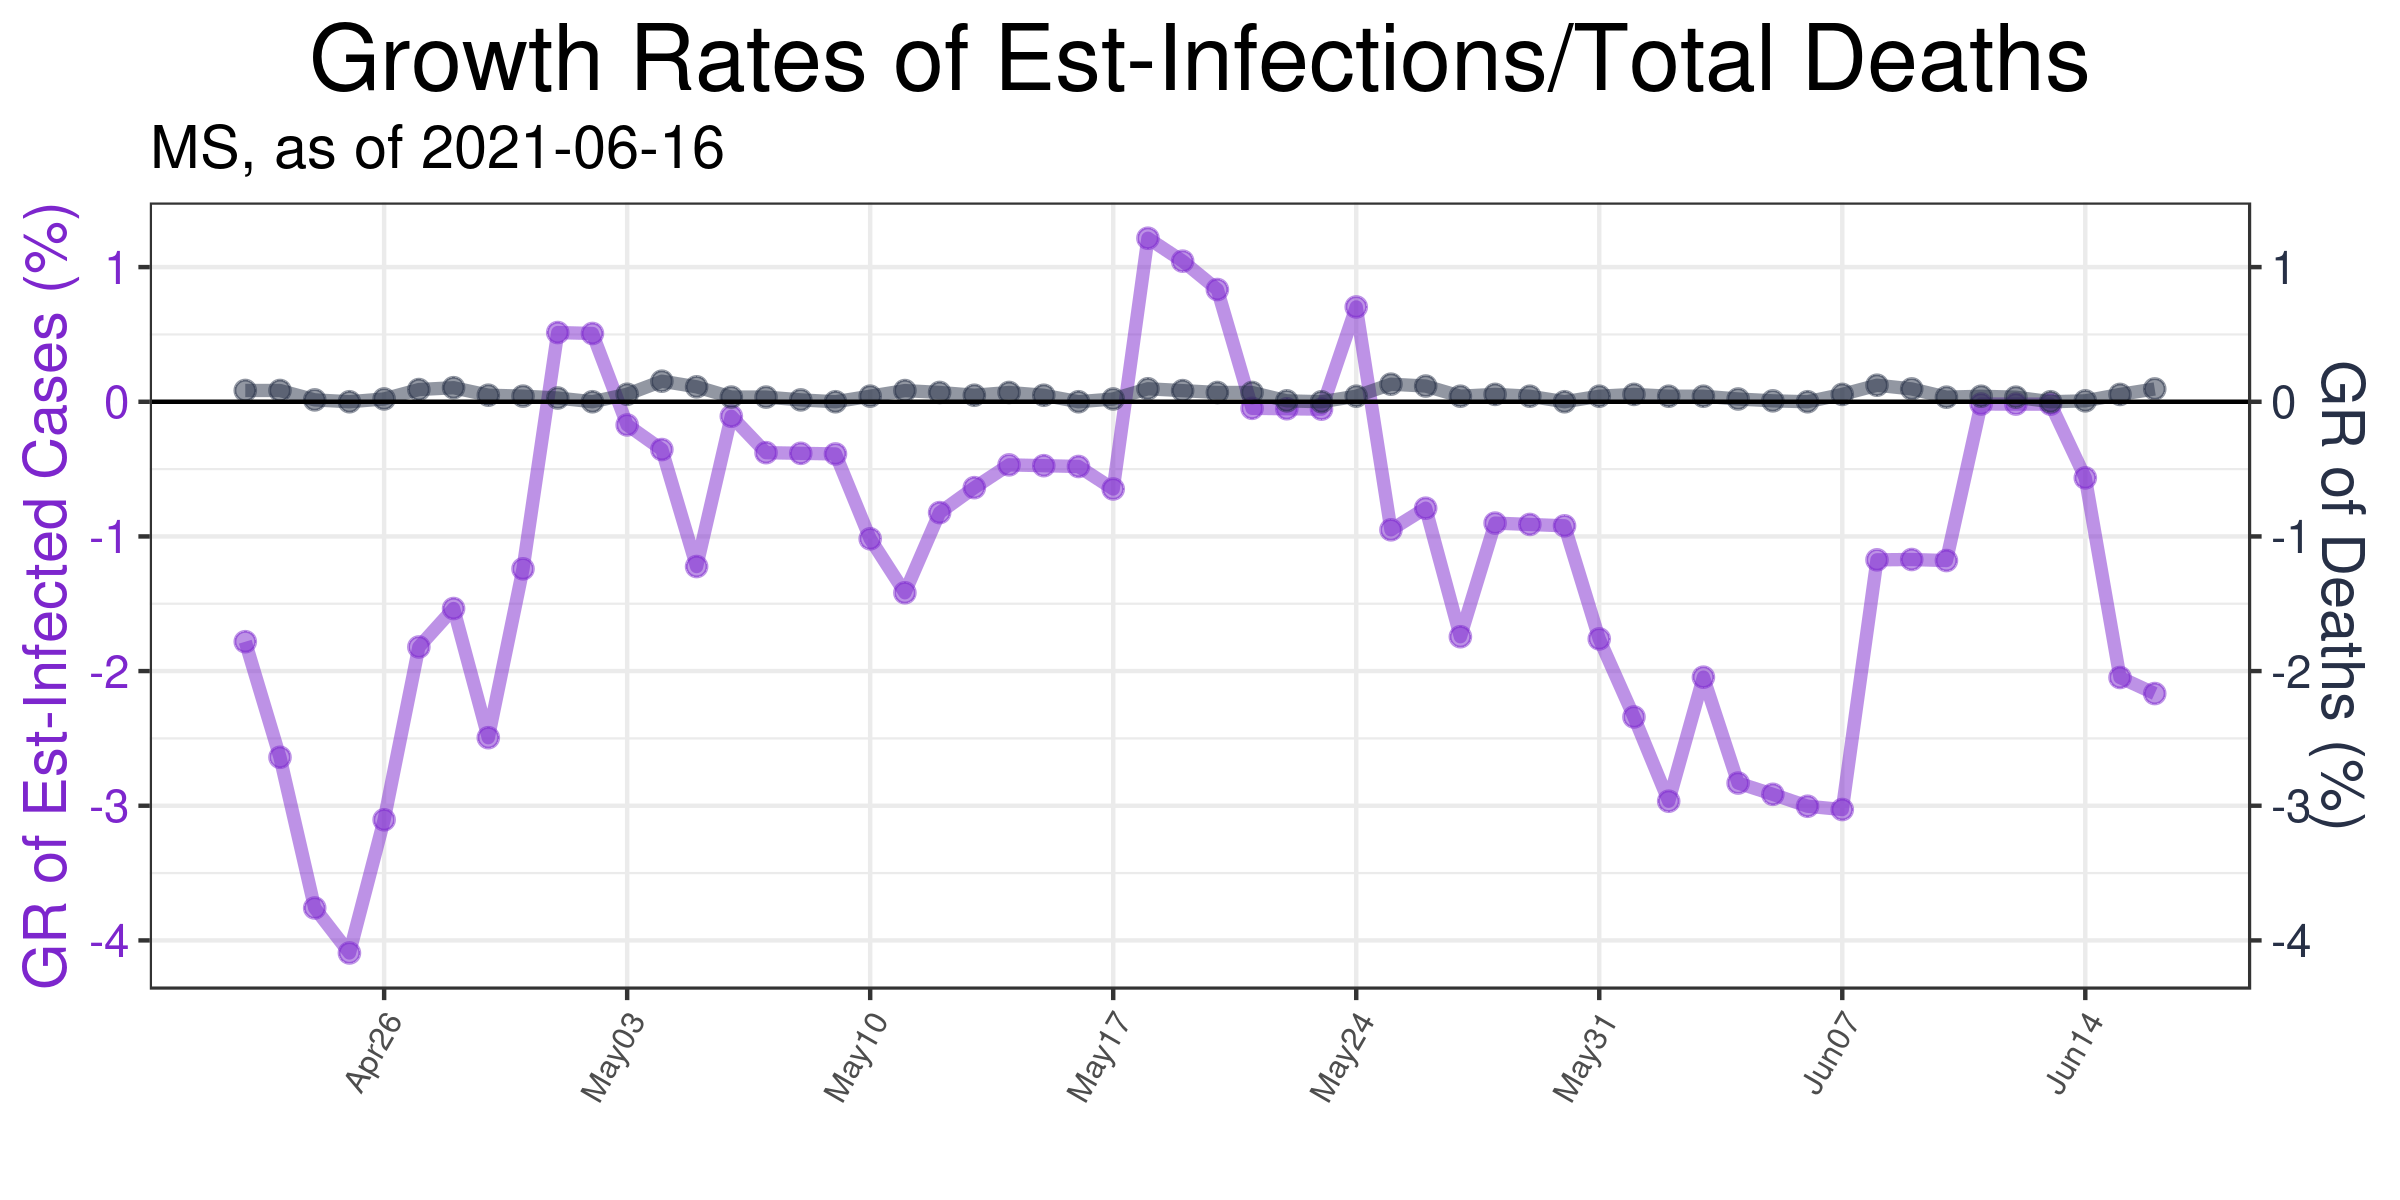 Growth Rates of Est-Infections/Total Deaths
MS, as of 2021-06-16
GR of Est-Infected Cases (%)
1
0
-1
-2
-3
-4
1
0
-1
-2
-3
-4
GR of Deaths (%)
Apr26
May03
May10
May17
May24
May31
Jun07
Jun14